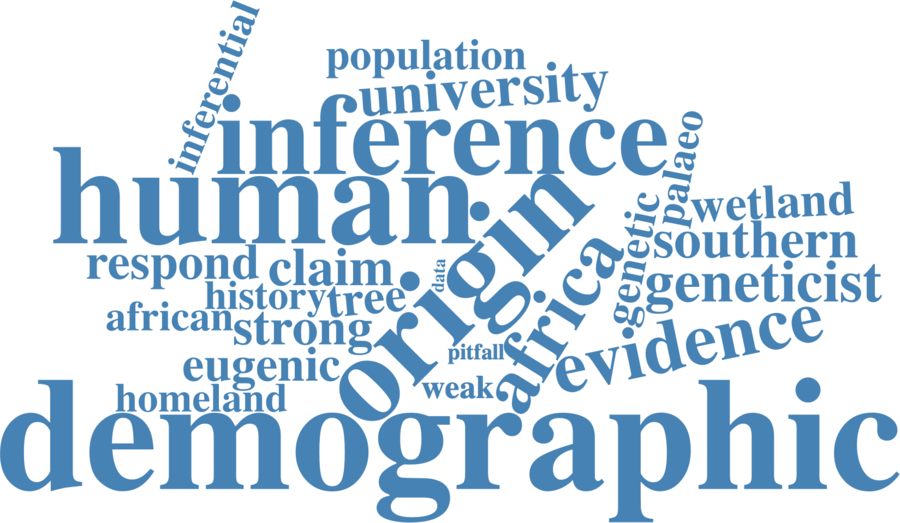 inferential
population
university
inference
human
palaeo
origin
genetic
wetland
southern
geneticist
respond
claim
data
africa
history
tree
african
strong
evidence
pitfall
eugenic
weak
homeland
demographic